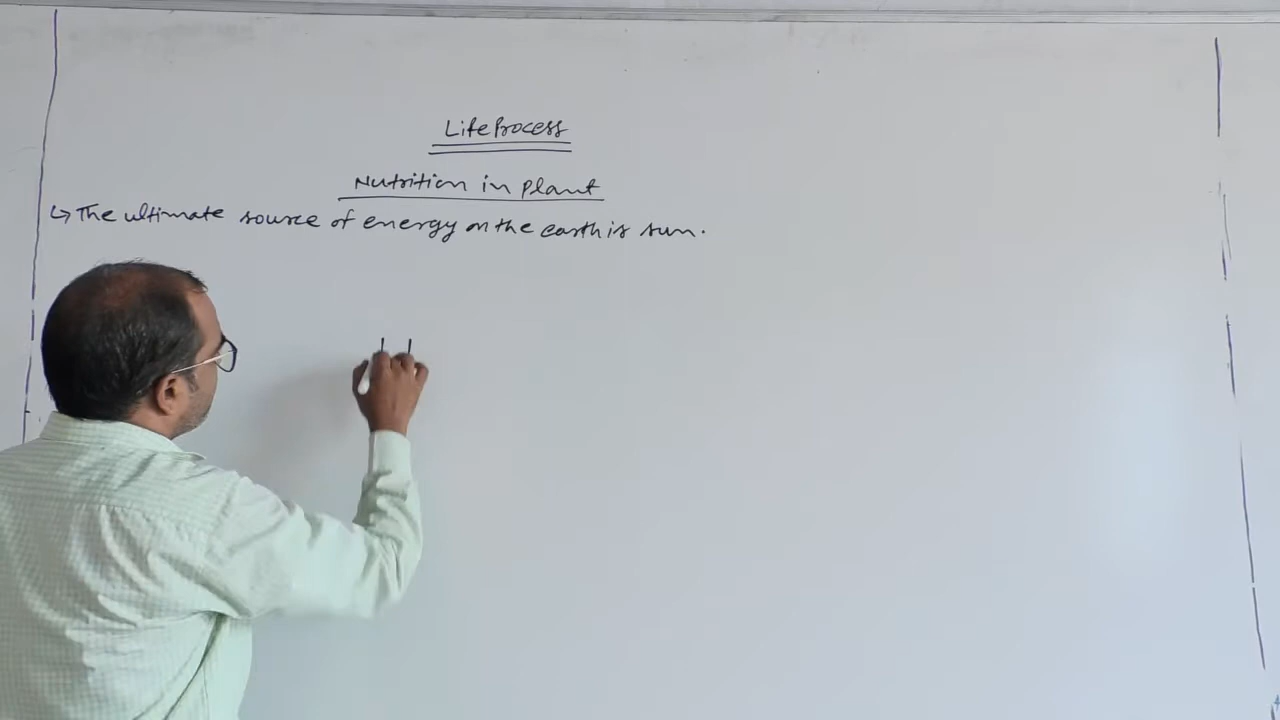 Life Process
Nutrition in plant
↳ The ultimate source of energy on the earth is sun.